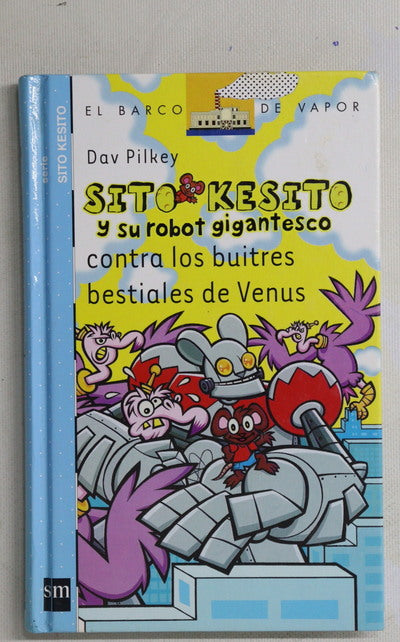 EL BARCO DE VAPOR
Dav Pilkey
SITO KESITO
y su robot gigantesco
contra los buitres
bestiales de Venus
serie
SITO KESITO
sm